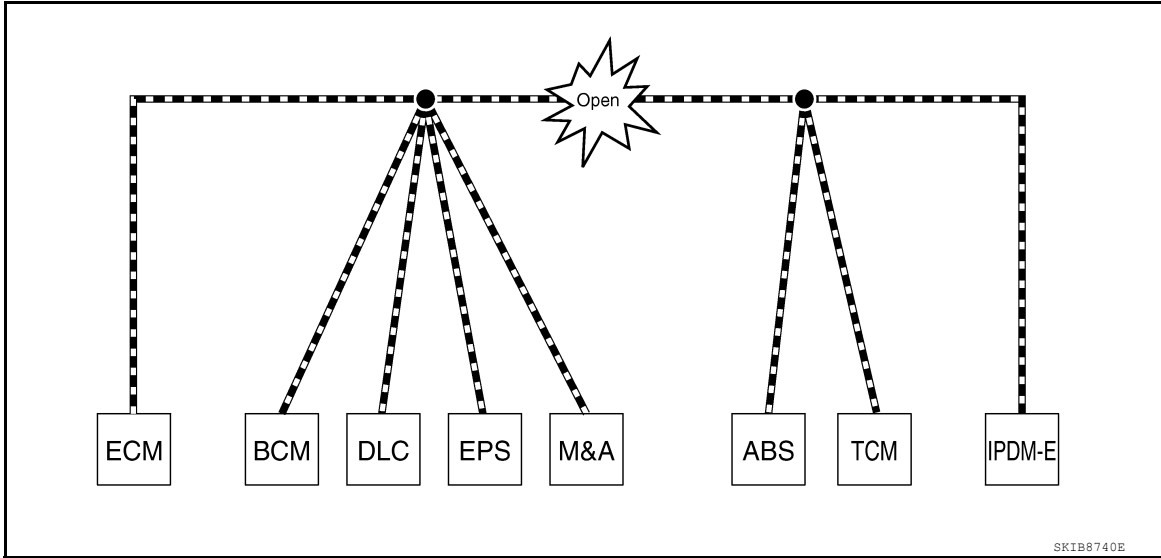 Open
ECM
BCM
DLC
EPS
M&A
ABS
TCM
IPDM-E
SKIB8740E